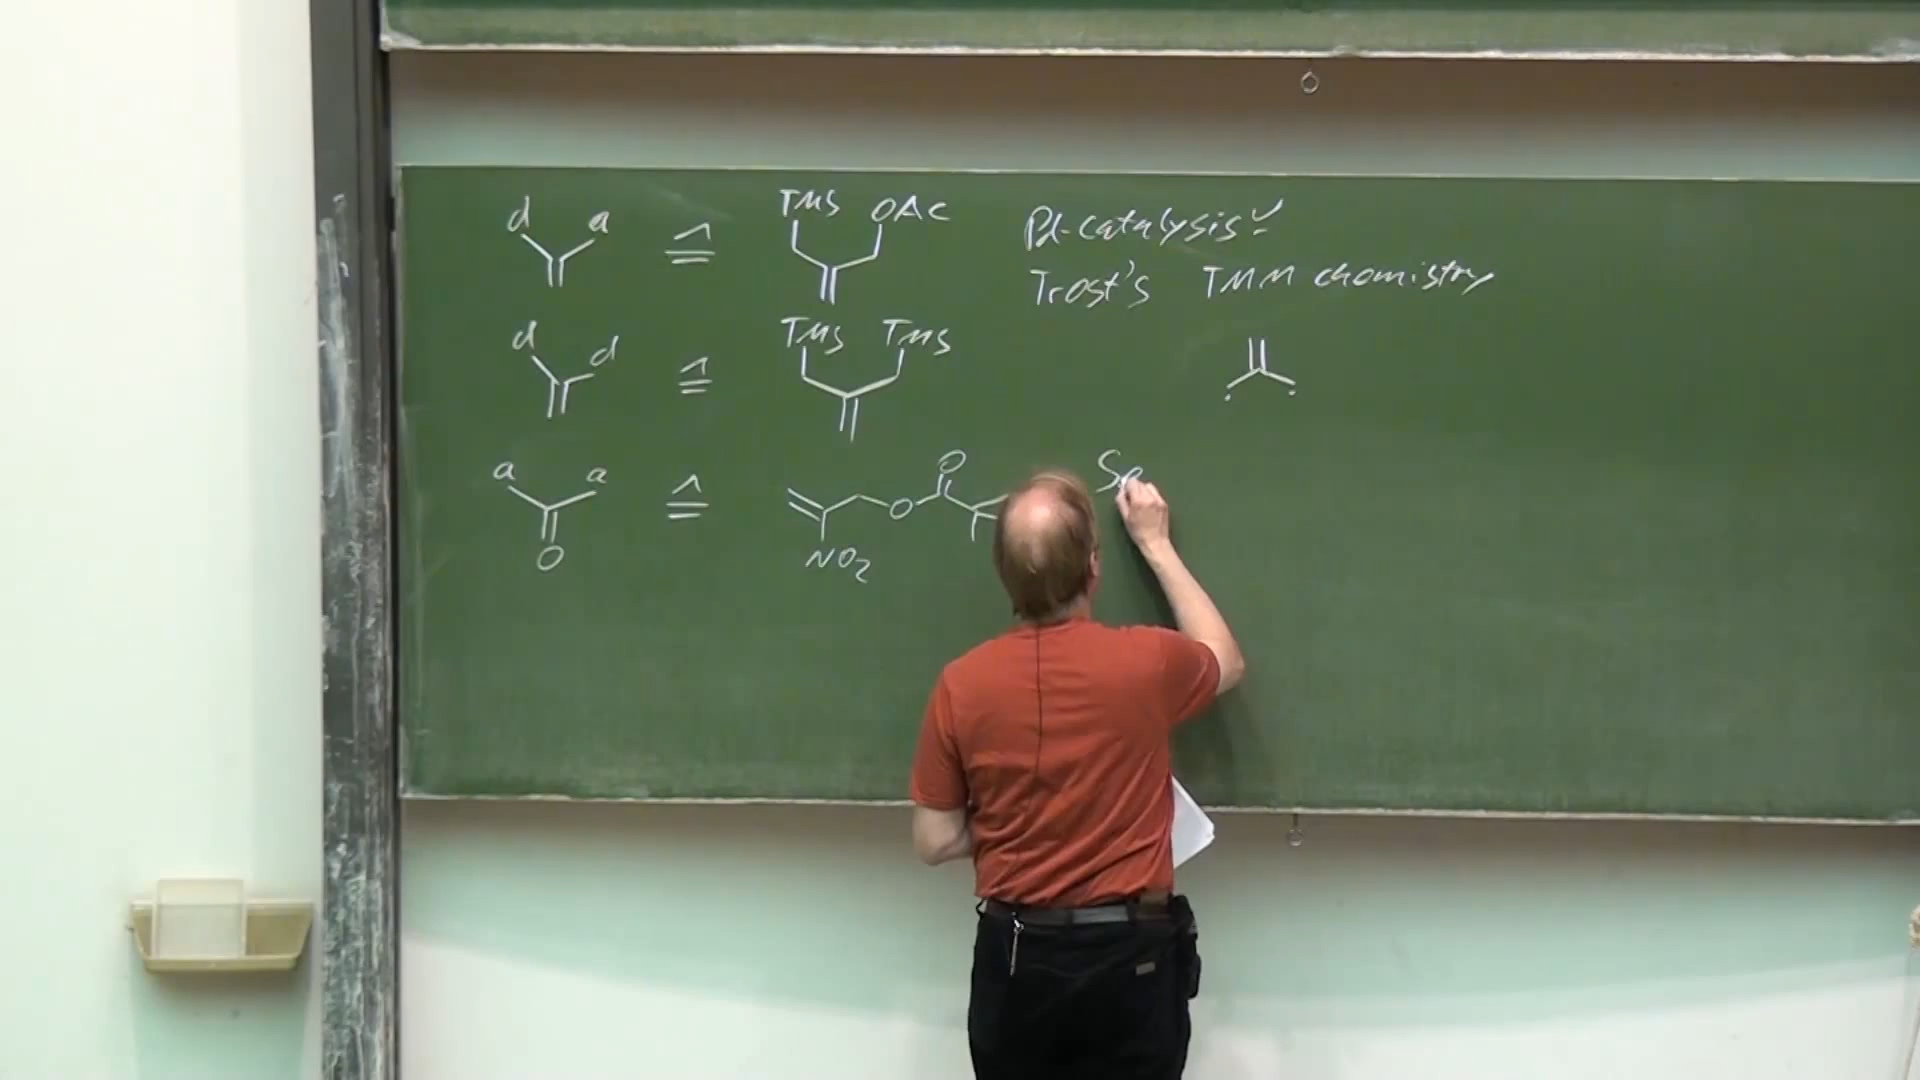 d a ≙ TMS OAc Pd-catalysis✓
Trost's TMM chemistry
d d ≙ TMS TMS
a a ≙ O O Se
O NO2